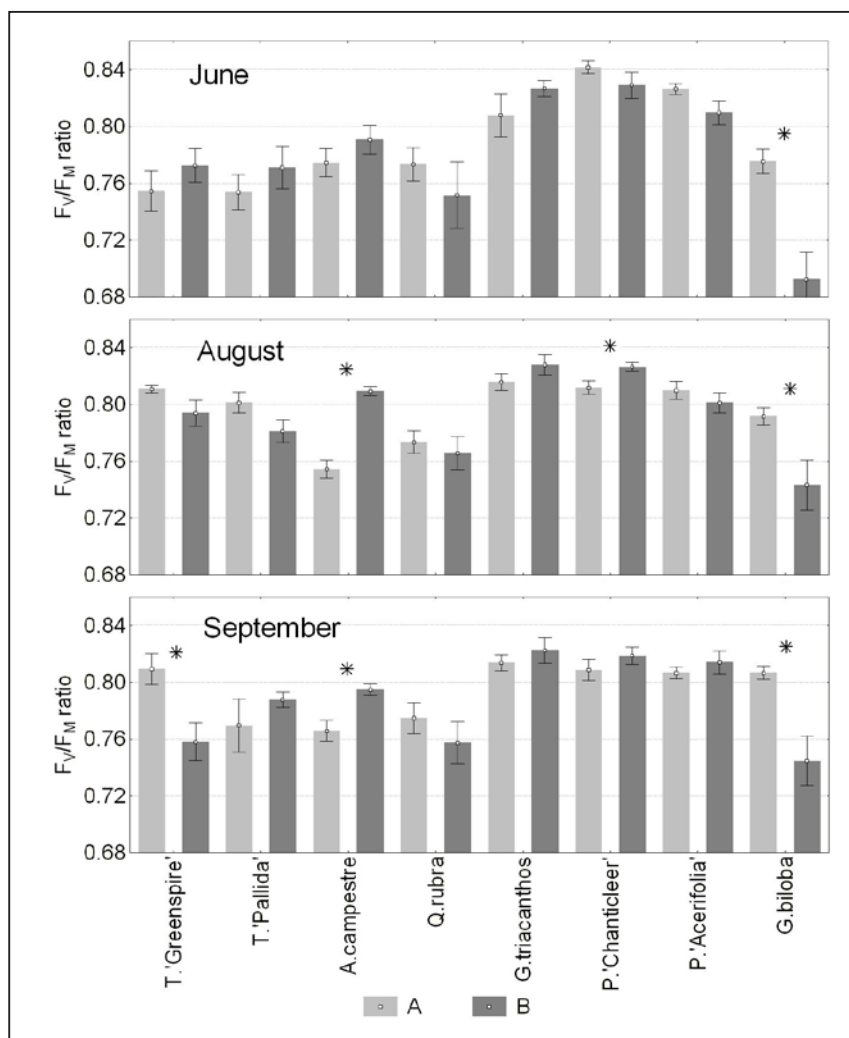 June
0.84
0.80
0.76
0.72
0.68
FV/FM ratio
*
August
0.84
0.80
0.76
0.72
0.68
FV/FM ratio
*
*
*
September
0.84
0.80
0.76
0.72
0.68
FV/FM ratio
*
*
*
T.'Greenspire'
T.'Pallida'
A.campestre
Q.rubra
G.triacanthos
P.'Chanticleer'
P.'Acerifolia'
G.biloba
A B